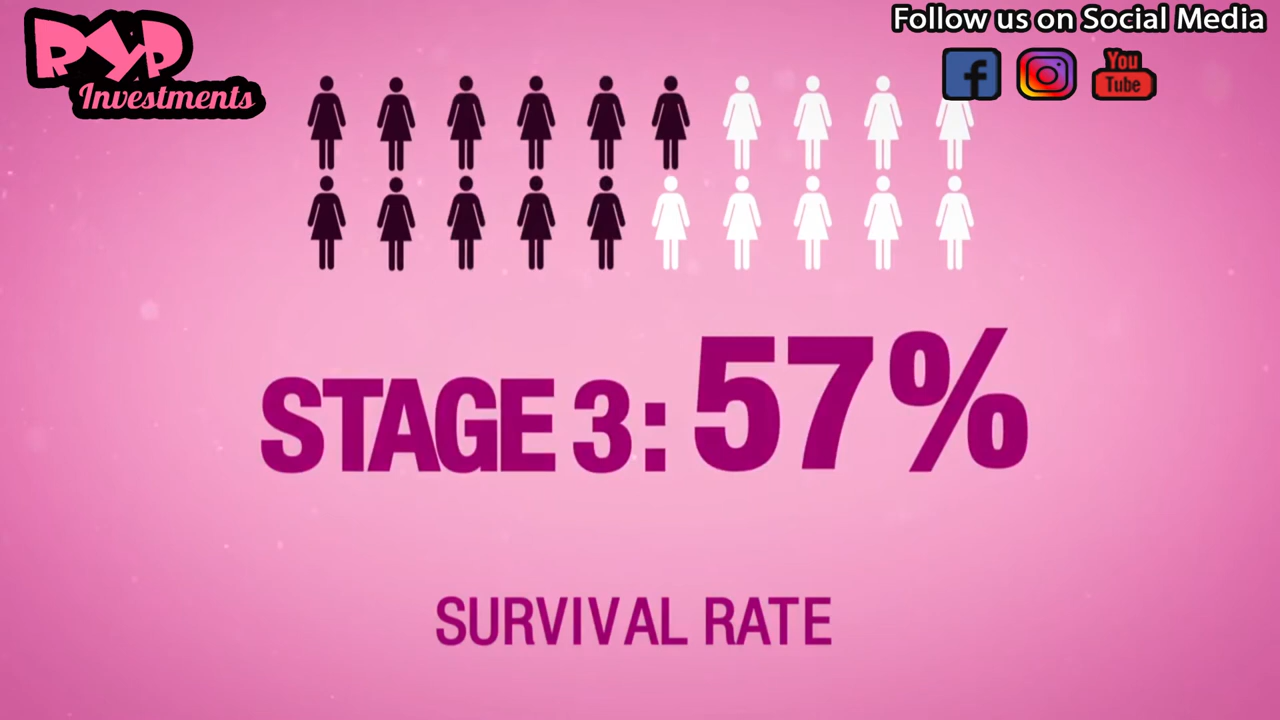 RYP
Investments
Follow us on Social Media
f
You
Tube
STAGE 3: 57%
SURVIVAL RATE